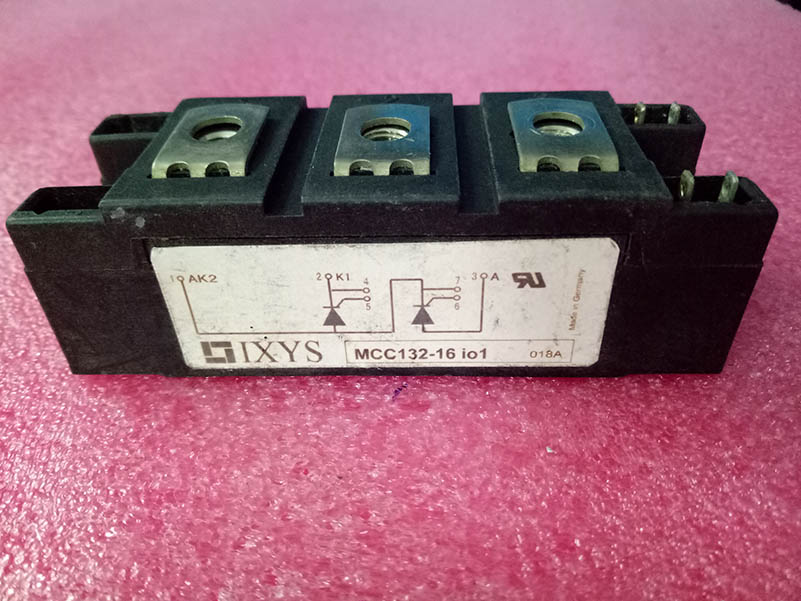 1 AK2 2 K1 4 5 7 6 3 A
Made in Germany
IXYS MCC132-16 io1 018A